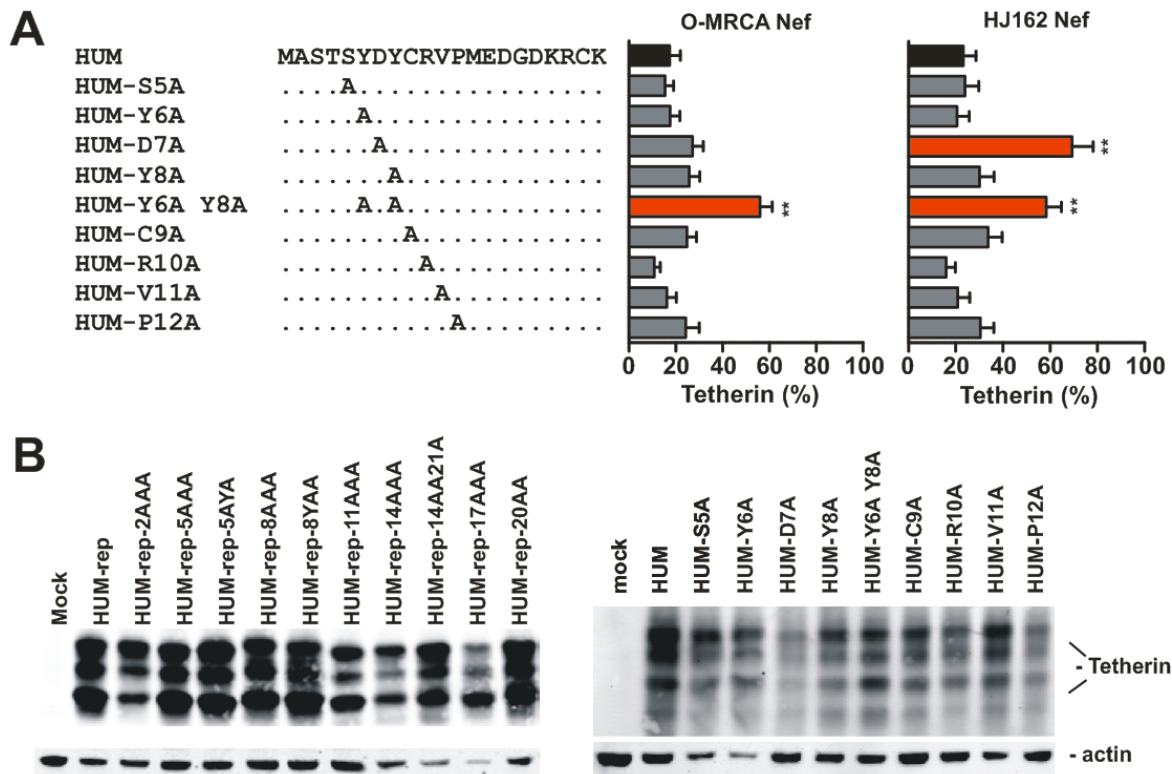 A
O-MRCA Nef
HJ162 Nef
HUM MASTSYDYCRVPMEDGDKRCK
HUM-S5A ....A................
HUM-Y6A .....A...............
HUM-D7A ......A..............
**
HUM-Y8A .......A.............
HUM-Y6A Y8A .....A.A.............
**
**
HUM-C9A ........A............
HUM-R10A .........A...........
HUM-V11A ..........A..........
HUM-P12A ...........A.........
0 20 40 60 80 100
Tetherin (%)
0 20 40 60 80 100
Tetherin (%)
B
Mock
HUM-rep
HUM-rep-2AAA
HUM-rep-5AAA
HUM-rep-5AYA
HUM-rep-8AAA
HUM-rep-8YAA
HUM-rep-11AAA
HUM-rep-14AAA
HUM-rep-14AA21A
HUM-rep-17AAA
HUM-rep-20AA
mock
HUM
HUM-S5A
HUM-Y6A
HUM-D7A
HUM-Y8A
HUM-Y6A Y8A
HUM-C9A
HUM-R10A
HUM-V11A
HUM-P12A
- Tetherin
- actin